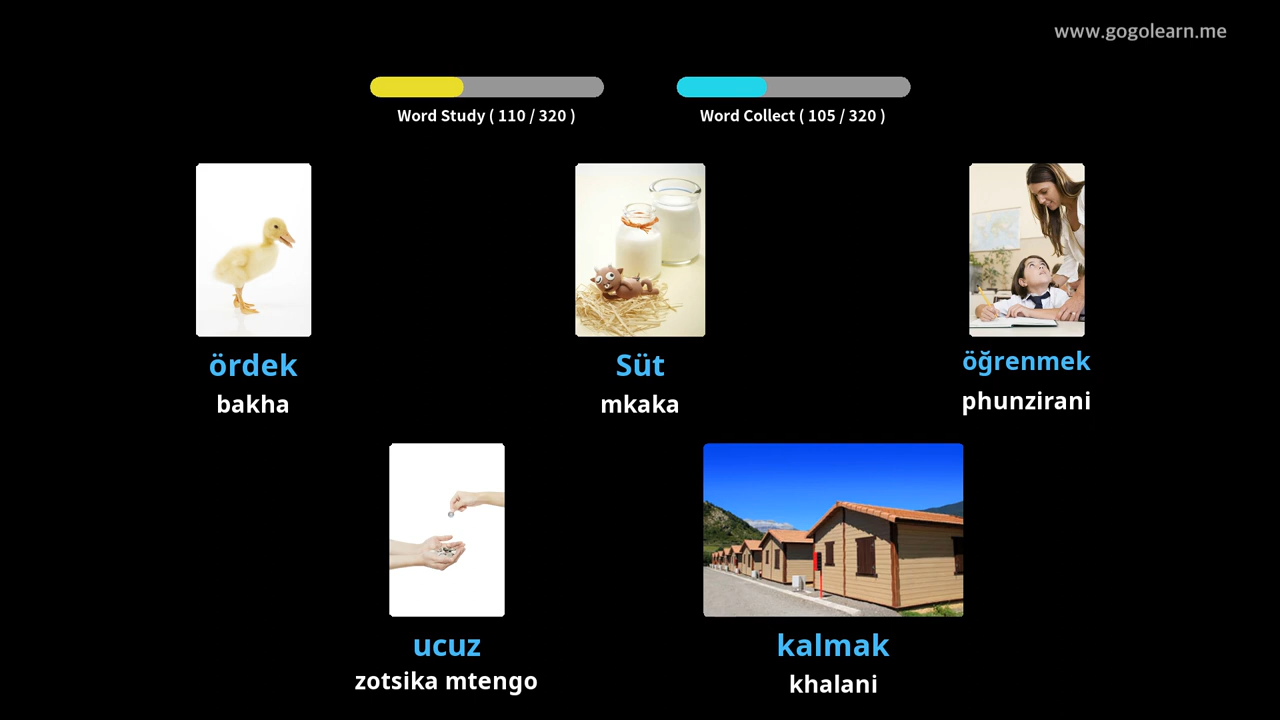 www.gogolearn.me
Word Study ( 110 / 320 )
Word Collect ( 105 / 320 )
ördek
bakha
Süt
mkaka
öğrenmek
phunzirani
ucuz
zotsika mtengo
kalmak
khalani